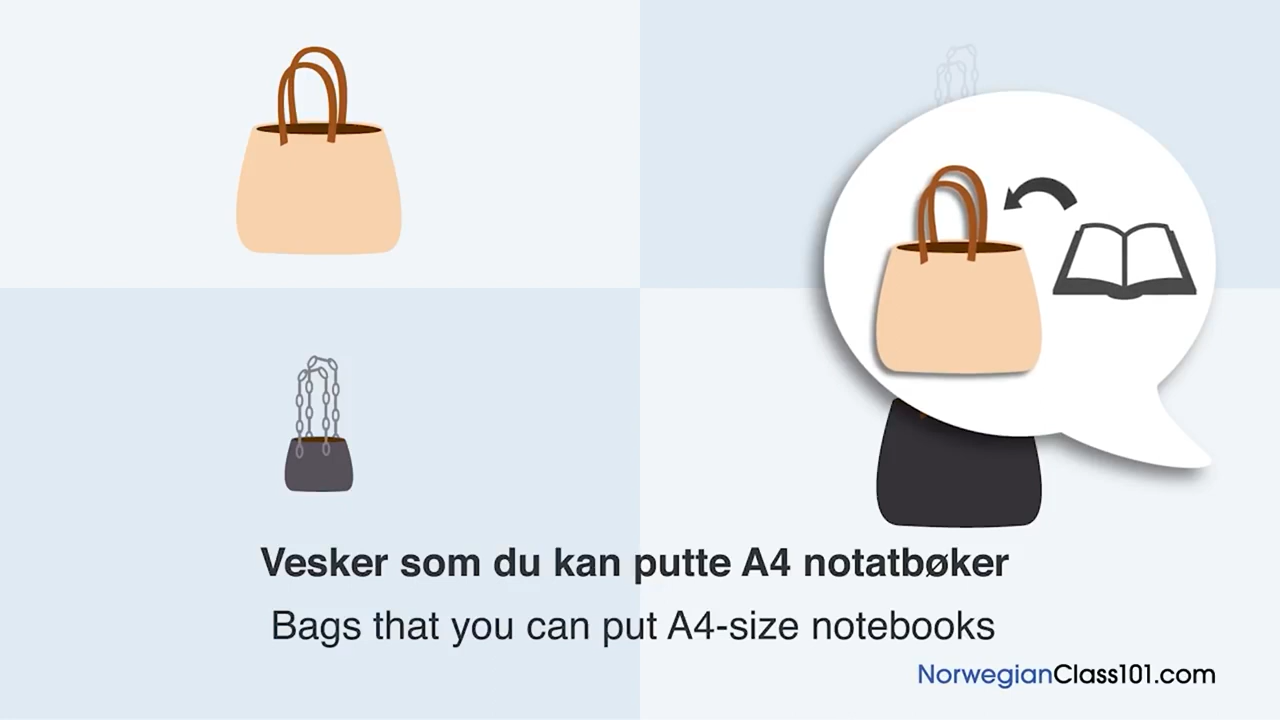 Vesker som du kan putte A4 notatbøker
Bags that you can put A4-size notebooks
NorwegianClass101.com